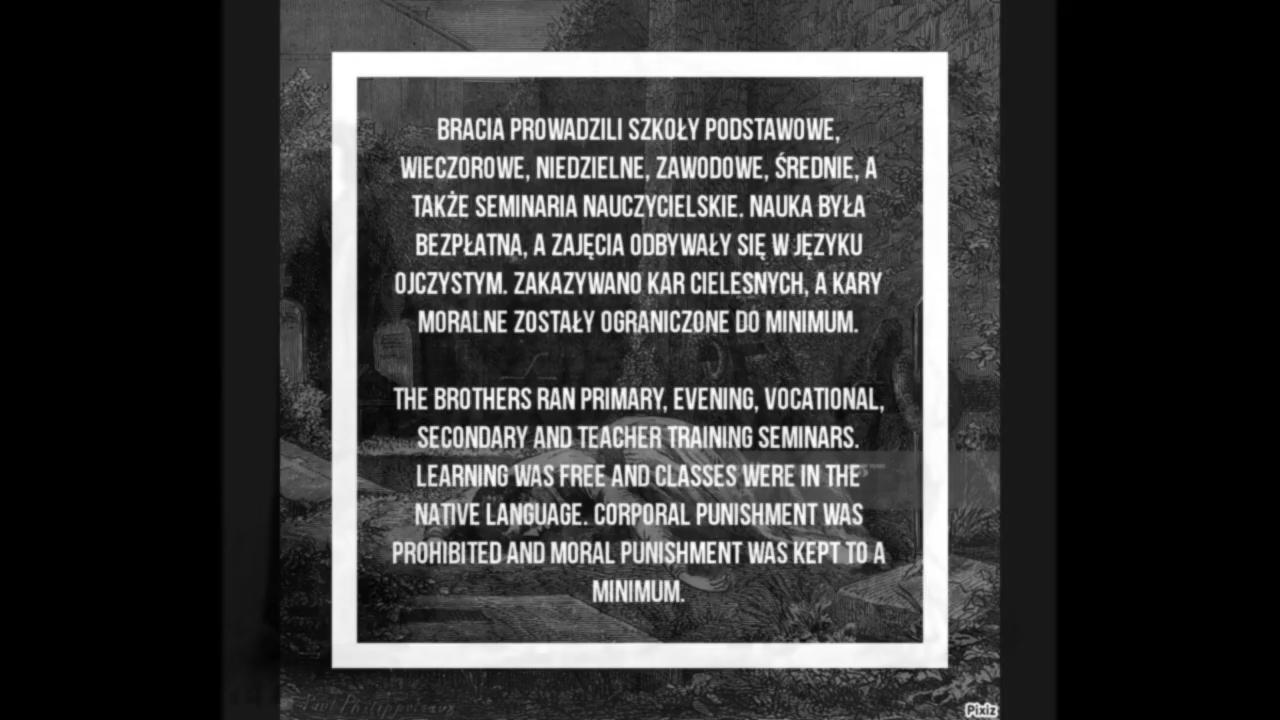 BRACIA PROWADZILI SZKOŁY PODSTAWOWE,
WIECZOROWE, NIEDZIELNE, ZAWODOWE, ŚREDNIE, A
TAKŻE SEMINARIA NAUCZYCIELSKIE. NAUKA BYŁA
BEZPŁATNA, A ZAJĘCIA ODBYWAŁY SIĘ W JĘZYKU
OJCZYSTYM. ZAKAZYWANO KAR CIELESNYCH, A KARY
MORALNE ZOSTAŁY OGRANICZONE DO MINIMUM.
THE BROTHERS RAN PRIMARY, EVENING, VOCATIONAL,
SECONDARY AND TEACHER TRAINING SEMINARS.
LEARNING WAS FREE AND CLASSES WERE IN THE
NATIVE LANGUAGE. CORPORAL PUNISHMENT WAS
PROHIBITED AND MORAL PUNISHMENT WAS KEPT TO A
MINIMUM.
Paul Philippoteaux
Pixiz